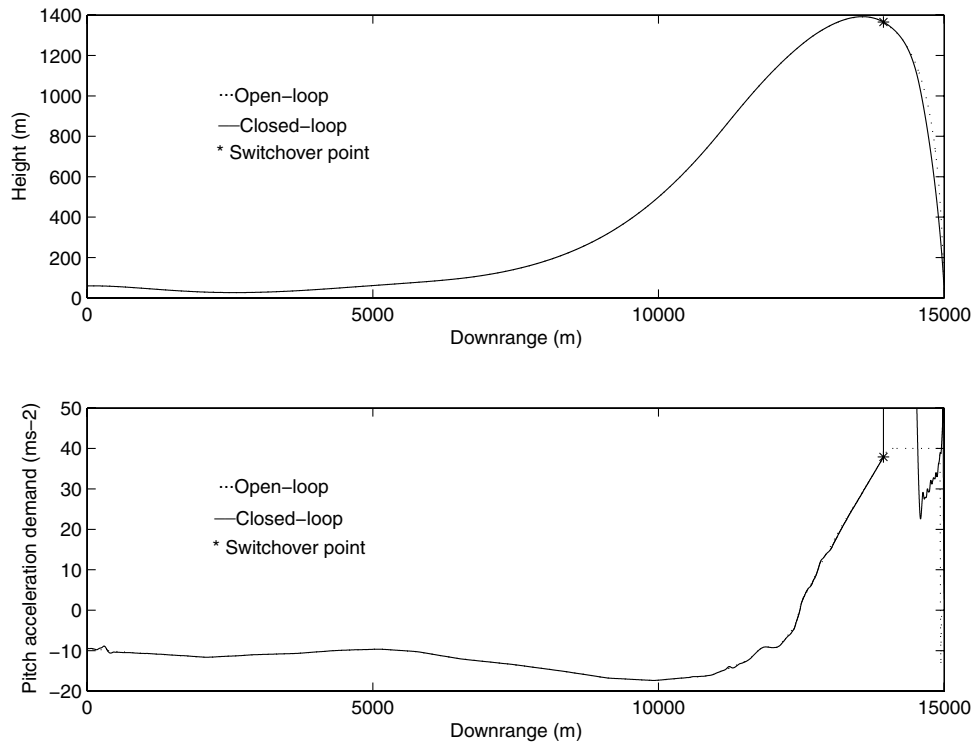 1400
1200
1000
800
600
400
200
0
Height (m)
···Open−loop
—Closed−loop
* Switchover point
0 5000 10000 15000
Downrange (m)
50
40
30
20
10
0
−10
−20
Pitch acceleration demand (ms−2)
···Open−loop
—Closed−loop
* Switchover point
0 5000 10000 15000
Downrange (m)